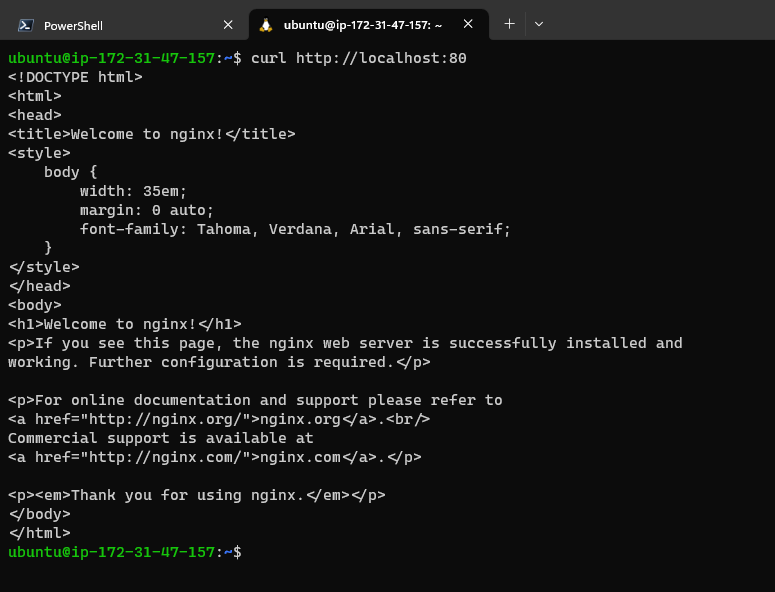 PowerShell
ubuntu@ip-172-31-47-157: ~
ubuntu@ip-172-31-47-157:~$ curl http://localhost:80
<!DOCTYPE html>
<html>
<head>
<title>Welcome to nginx!</title>
<style>
    body {
        width: 35em;
        margin: 0 auto;
        font-family: Tahoma, Verdana, Arial, sans-serif;
    }
</style>
</head>
<body>
<h1>Welcome to nginx!</h1>
<p>If you see this page, the nginx web server is successfully installed and
working. Further configuration is required.</p>

<p>For online documentation and support please refer to
<a href="http://nginx.org/">nginx.org</a>.<br/>
Commercial support is available at
<a href="http://nginx.com/">nginx.com</a>.</p>

<p><em>Thank you for using nginx.</em></p>
</body>
</html>
ubuntu@ip-172-31-47-157:~$